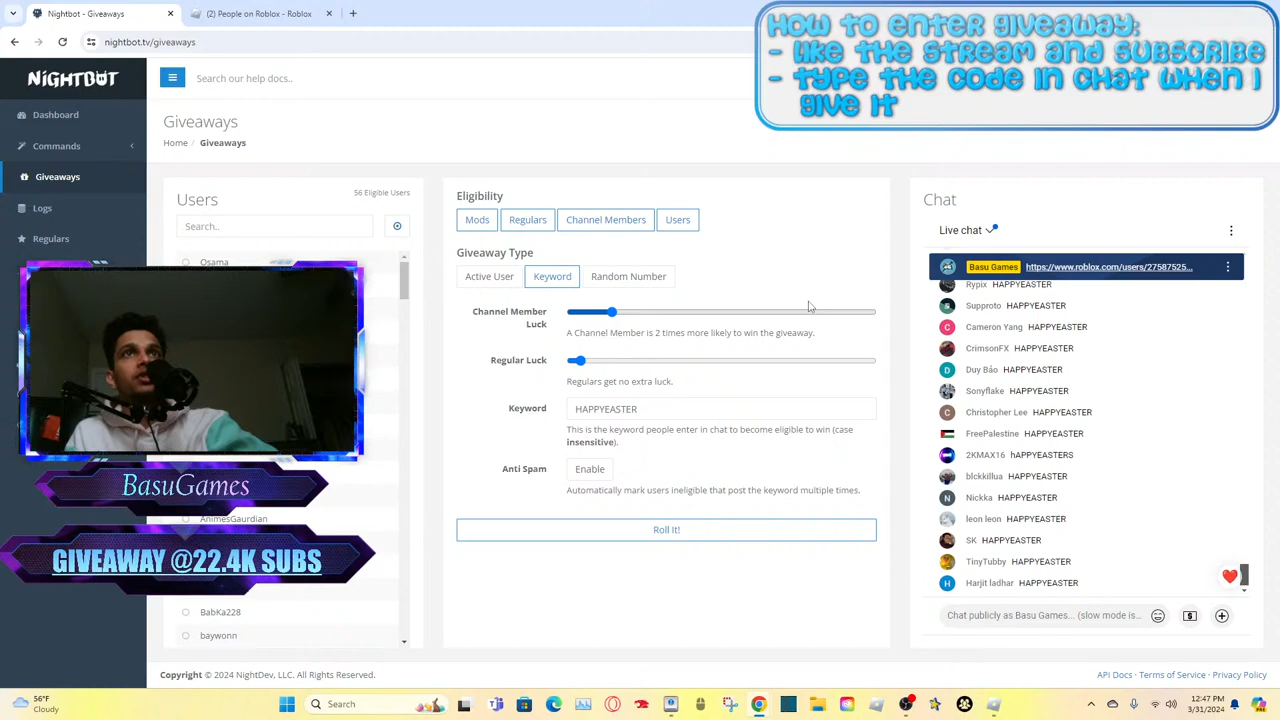 Nightbot - Giveaways
(2) People on Roblox - Roblox
nightbot.tv/giveaways
How to enter giveaway:
- like the stream and subscribe
- type the code in chat when I
give it
NIGHTBOT
Search our help docs..
Dashboard
Commands
Giveaways
Logs
Regulars
Giveaways
Home / Giveaways
Users
56 Eligible Users
Search..
Osama
AnimesGaurdian
BabKa228
baywonn
BasuGames
GIVEAWAY @22.4K SUBS
Eligibility
Mods Regulars Channel Members Users
Giveaway Type
Active User Keyword Random Number
Channel Member
Luck
A Channel Member is 2 times more likely to win the giveaway.
Regular Luck
Regulars get no extra luck.
Keyword
HAPPYEASTER
This is the keyword people enter in chat to become eligible to win (case
insensitive).
Anti Spam
Enable
Automatically mark users ineligible that post the keyword multiple times.
Roll It!
Chat
Live chat
Basu Games https://www.roblox.com/users/27587525...
Rypix HAPPYEASTER
Supproto HAPPYEASTER
C Cameron Yang HAPPYEASTER
CrimsonFX HAPPYEASTER
D Duy Bảo HAPPYEASTER
Sonyflake HAPPYEASTER
Christopher Lee HAPPYEASTER
FreePalestine HAPPYEASTER
2KMAX16 hAPPYEASTERS
blckkillua HAPPYEASTER
N Nickka HAPPYEASTER
leon leon HAPPYEASTER
SK HAPPYEASTER
TinyTubby HAPPYEASTER
H Harjit ladhar HAPPYEASTER
Chat publicly as Basu Games... (slow mode is...
Copyright © 2024 NightDev, LLC. All Rights Reserved.
API Docs · Terms of Service · Privacy Policy
56°F
Cloudy
Search
12:47 PM
3/31/2024